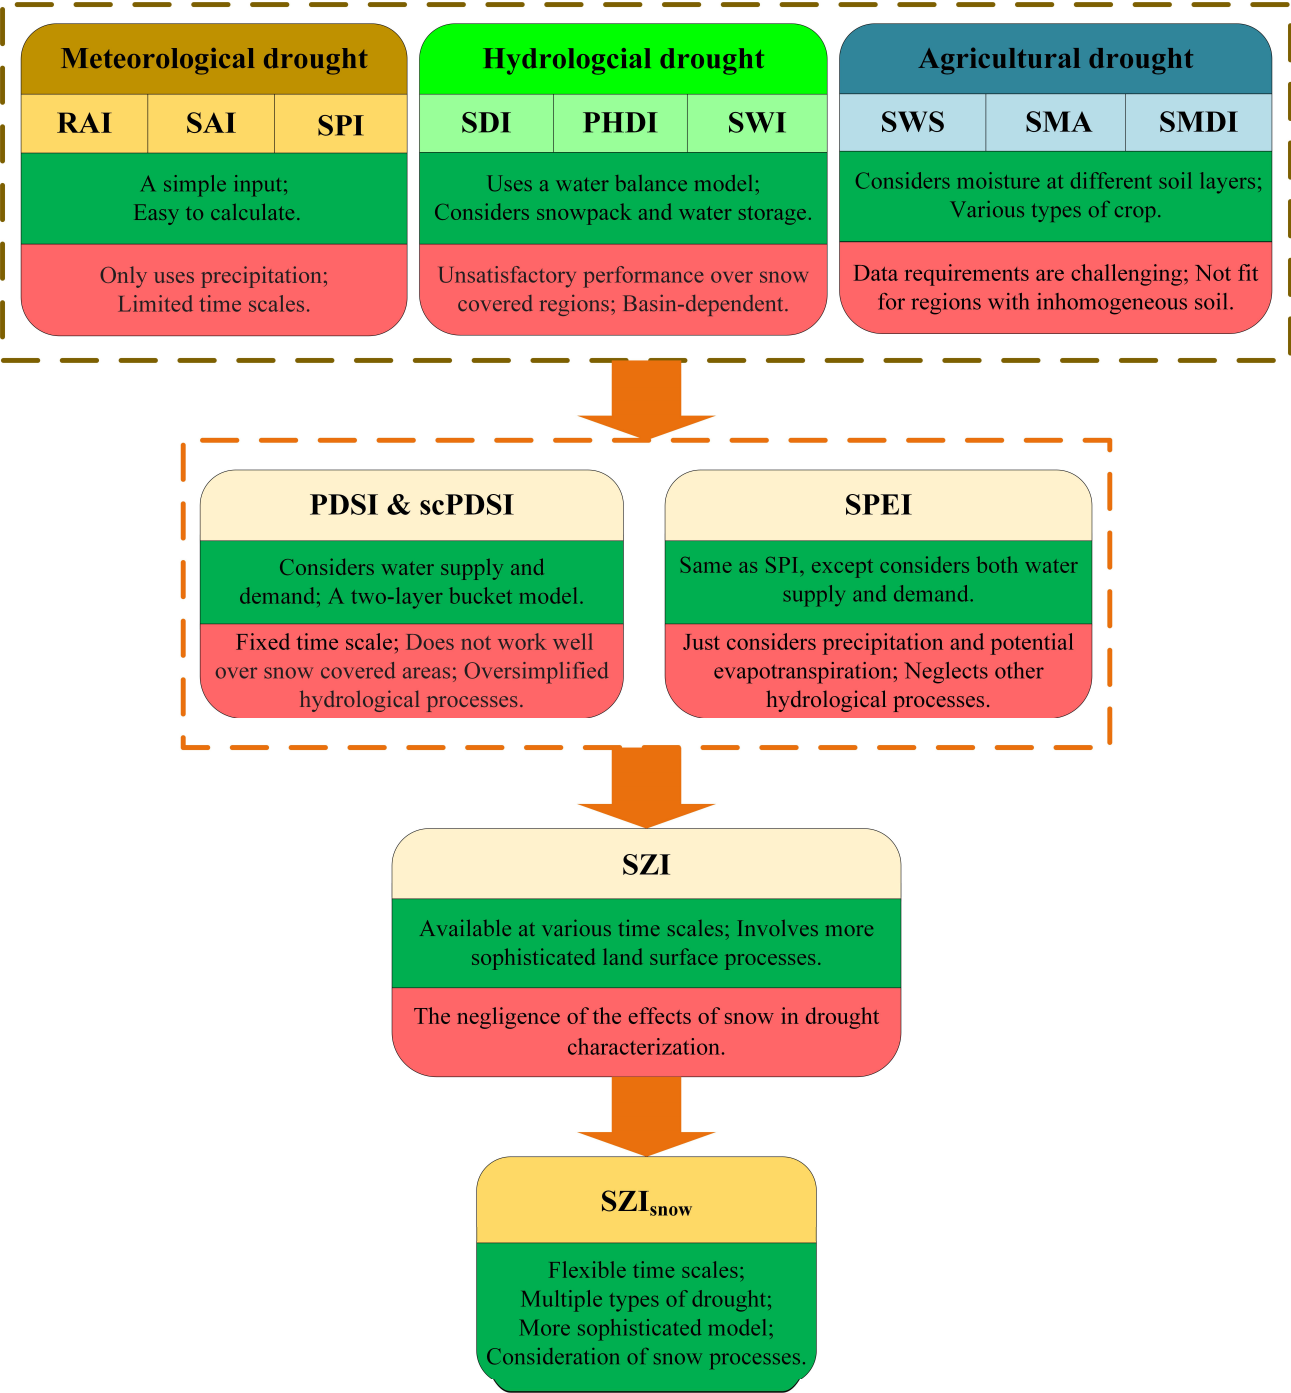 Meteorological drought
RAI
SAI
SPI
A simple input;
Easy to calculate.
Only uses precipitation;
Limited time scales.
Hydrologcial drought
SDI
PHDI
SWI
Uses a water balance model;
Considers snowpack and water storage.
Unsatisfactory performance over snow
covered regions; Basin-dependent.
Agricultural drought
SWS
SMA
SMDI
Considers moisture at different soil layers;
Various types of crop.
Data requirements are challenging; Not fit
for regions with inhomogeneous soil.
PDSI & scPDSI
Considers water supply and
demand; A two-layer bucket model.
Fixed time scale; Does not work well
over snow covered areas; Oversimplified
hydrological processes.
SPEI
Same as SPI, except considers both water
supply and demand.
Just considers precipitation and potential
evapotranspiration; Neglects other
hydrological processes.
SZI
Available at various time scales; Involves more
sophisticated land surface processes.
The negligence of the effects of snow in drought
characterization.
SZIsnow
Flexible time scales;
Multiple types of drought;
More sophisticated model;
Consideration of snow processes.